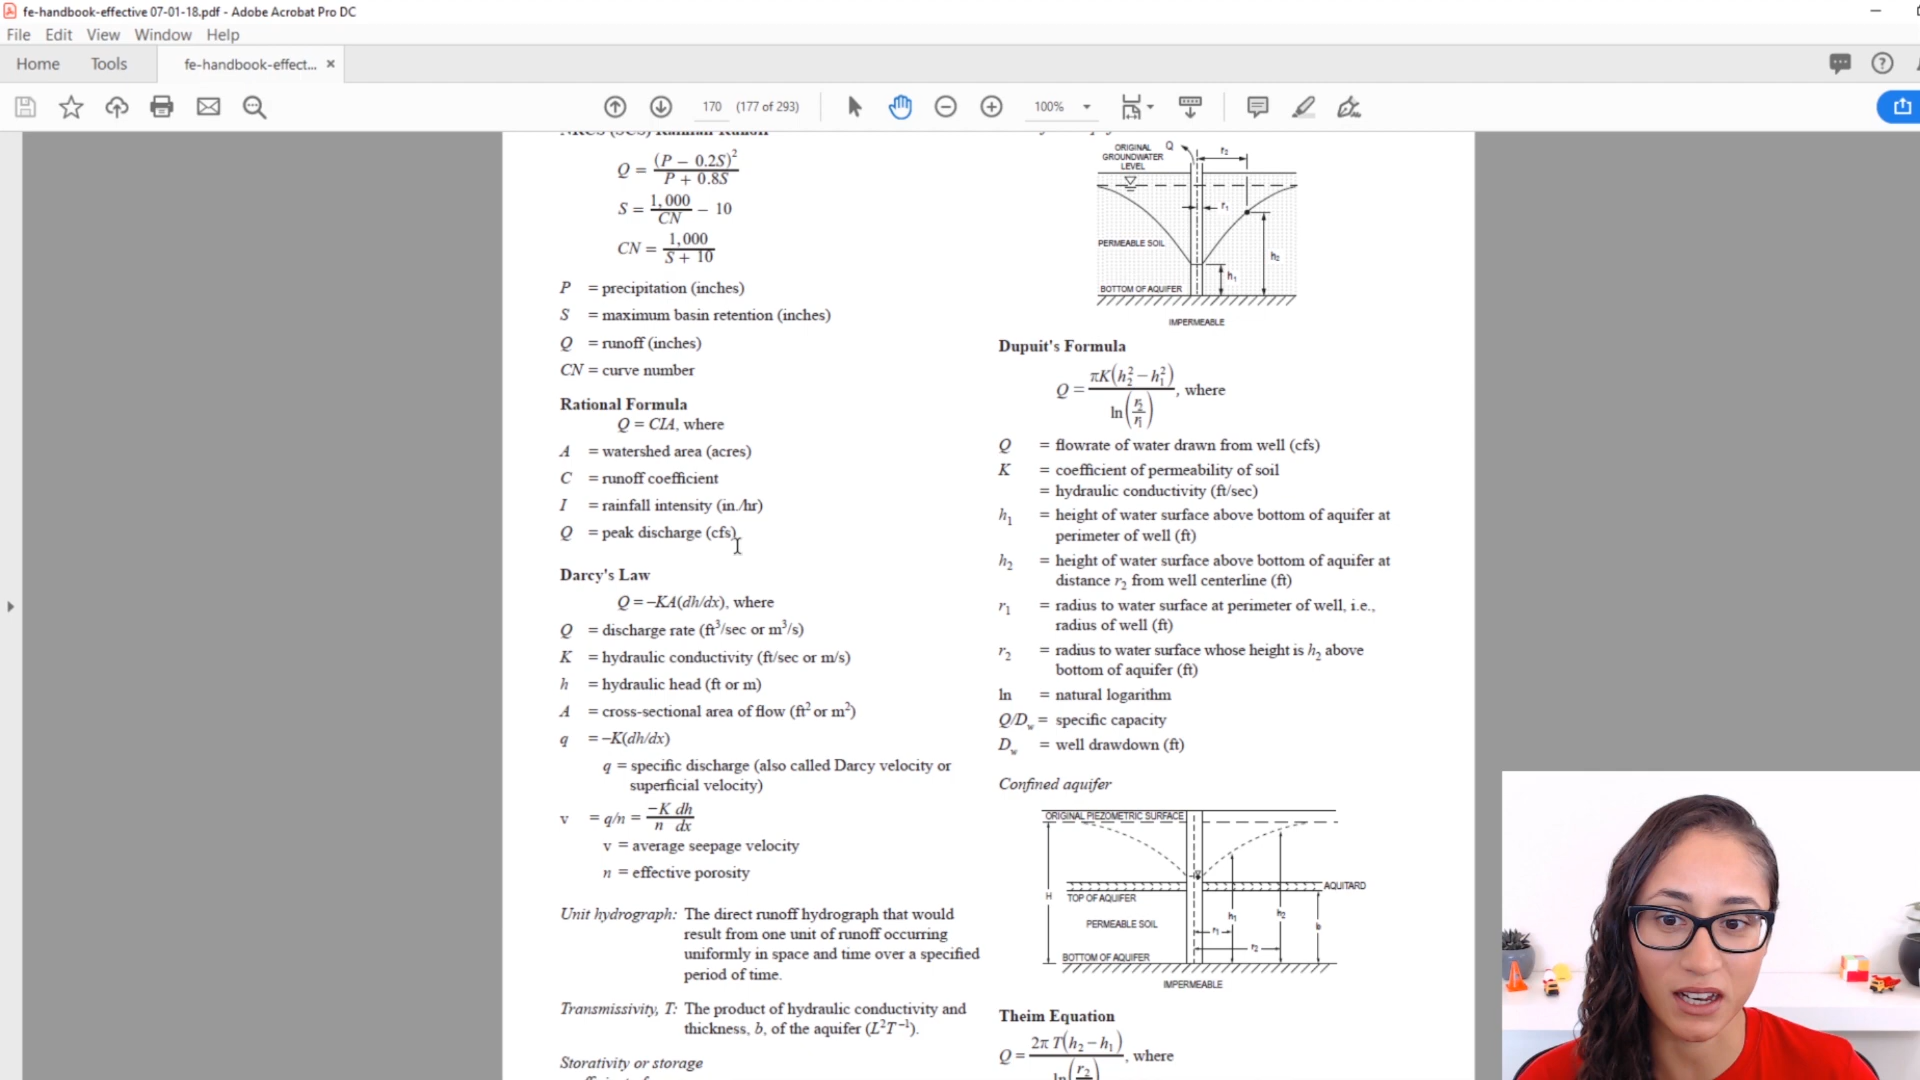 fe-handbook-effective 07-01-18.pdf - Adobe Acrobat Pro DC
File Edit View Window Help
Home Tools fe-handbook-effect... ×
170 (177 of 293) 100%
NRCS (SCS) Rainfall-Runoff
Q = (P − 0.2S)² / P + 0.8S
S = 1,000 / CN − 10
CN = 1,000 / S + 10
P = precipitation (inches)
S = maximum basin retention (inches)
Q = runoff (inches)
CN = curve number
Rational Formula
Q = CIA, where
A = watershed area (acres)
C = runoff coefficient
I = rainfall intensity (in./hr)
Q = peak discharge (cfs)
Darcy's Law
Q = –KA(dh/dx), where
Q = discharge rate (ft³/sec or m³/s)
K = hydraulic conductivity (ft/sec or m/s)
h = hydraulic head (ft or m)
A = cross-sectional area of flow (ft² or m²)
q = –K(dh/dx)
q = specific discharge (also called Darcy velocity or
superficial velocity)
v = q/n = −K/n dh/dx
v = average seepage velocity
n = effective porosity
Unit hydrograph: The direct runoff hydrograph that would
result from one unit of runoff occurring
uniformly in space and time over a specified
period of time.
Transmissivity, T: The product of hydraulic conductivity and
thickness, b, of the aquifer (L²T⁻¹).
Storativity or storage
ORIGINAL
GROUNDWATER
LEVEL
Q
r₂
r₁
PERMEABLE SOIL
h₂
h₁
BOTTOM OF AQUIFER
IMPERMEABLE
Dupuit's Formula
Q = πK(h₂² − h₁²) / ln(r₂/r₁), where
Q = flowrate of water drawn from well (cfs)
K = coefficient of permeability of soil
= hydraulic conductivity (ft/sec)
h₁ = height of water surface above bottom of aquifer at
perimeter of well (ft)
h₂ = height of water surface above bottom of aquifer at
distance r₂ from well centerline (ft)
r₁ = radius to water surface at perimeter of well, i.e.,
radius of well (ft)
r₂ = radius to water surface whose height is h₂ above
bottom of aquifer (ft)
ln = natural logarithm
Q/Dw = specific capacity
Dw = well drawdown (ft)
Confined aquifer
ORIGINAL PIEZOMETRIC SURFACE
AQUITARD
H
TOP OF AQUIFER
h₁
h₂
PERMEABLE SOIL
b
r₁
r₂
BOTTOM OF AQUIFER
IMPERMEABLE
Theim Equation
Q = 2π T(h₂ − h₁) / ln(r₂, where